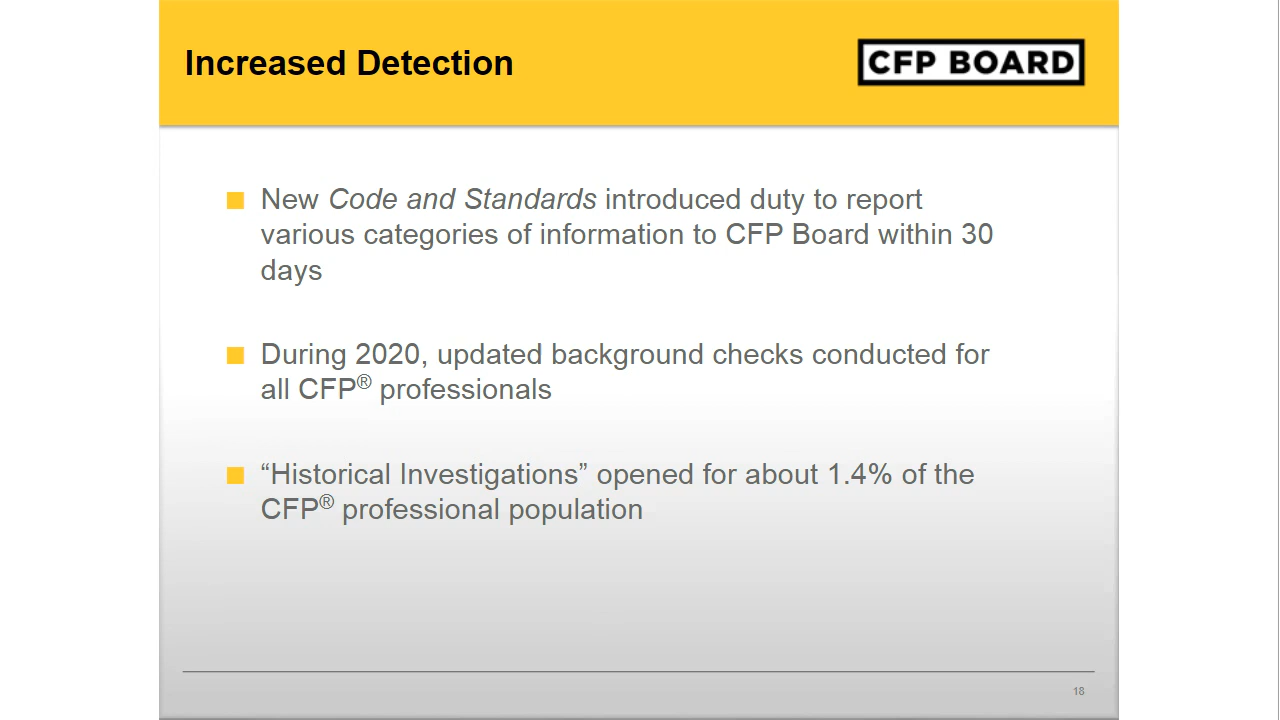 Increased Detection
CFP BOARD
New Code and Standards introduced duty to report
various categories of information to CFP Board within 30
days
During 2020, updated background checks conducted for
all CFP® professionals
“Historical Investigations” opened for about 1.4% of the
CFP® professional population
18